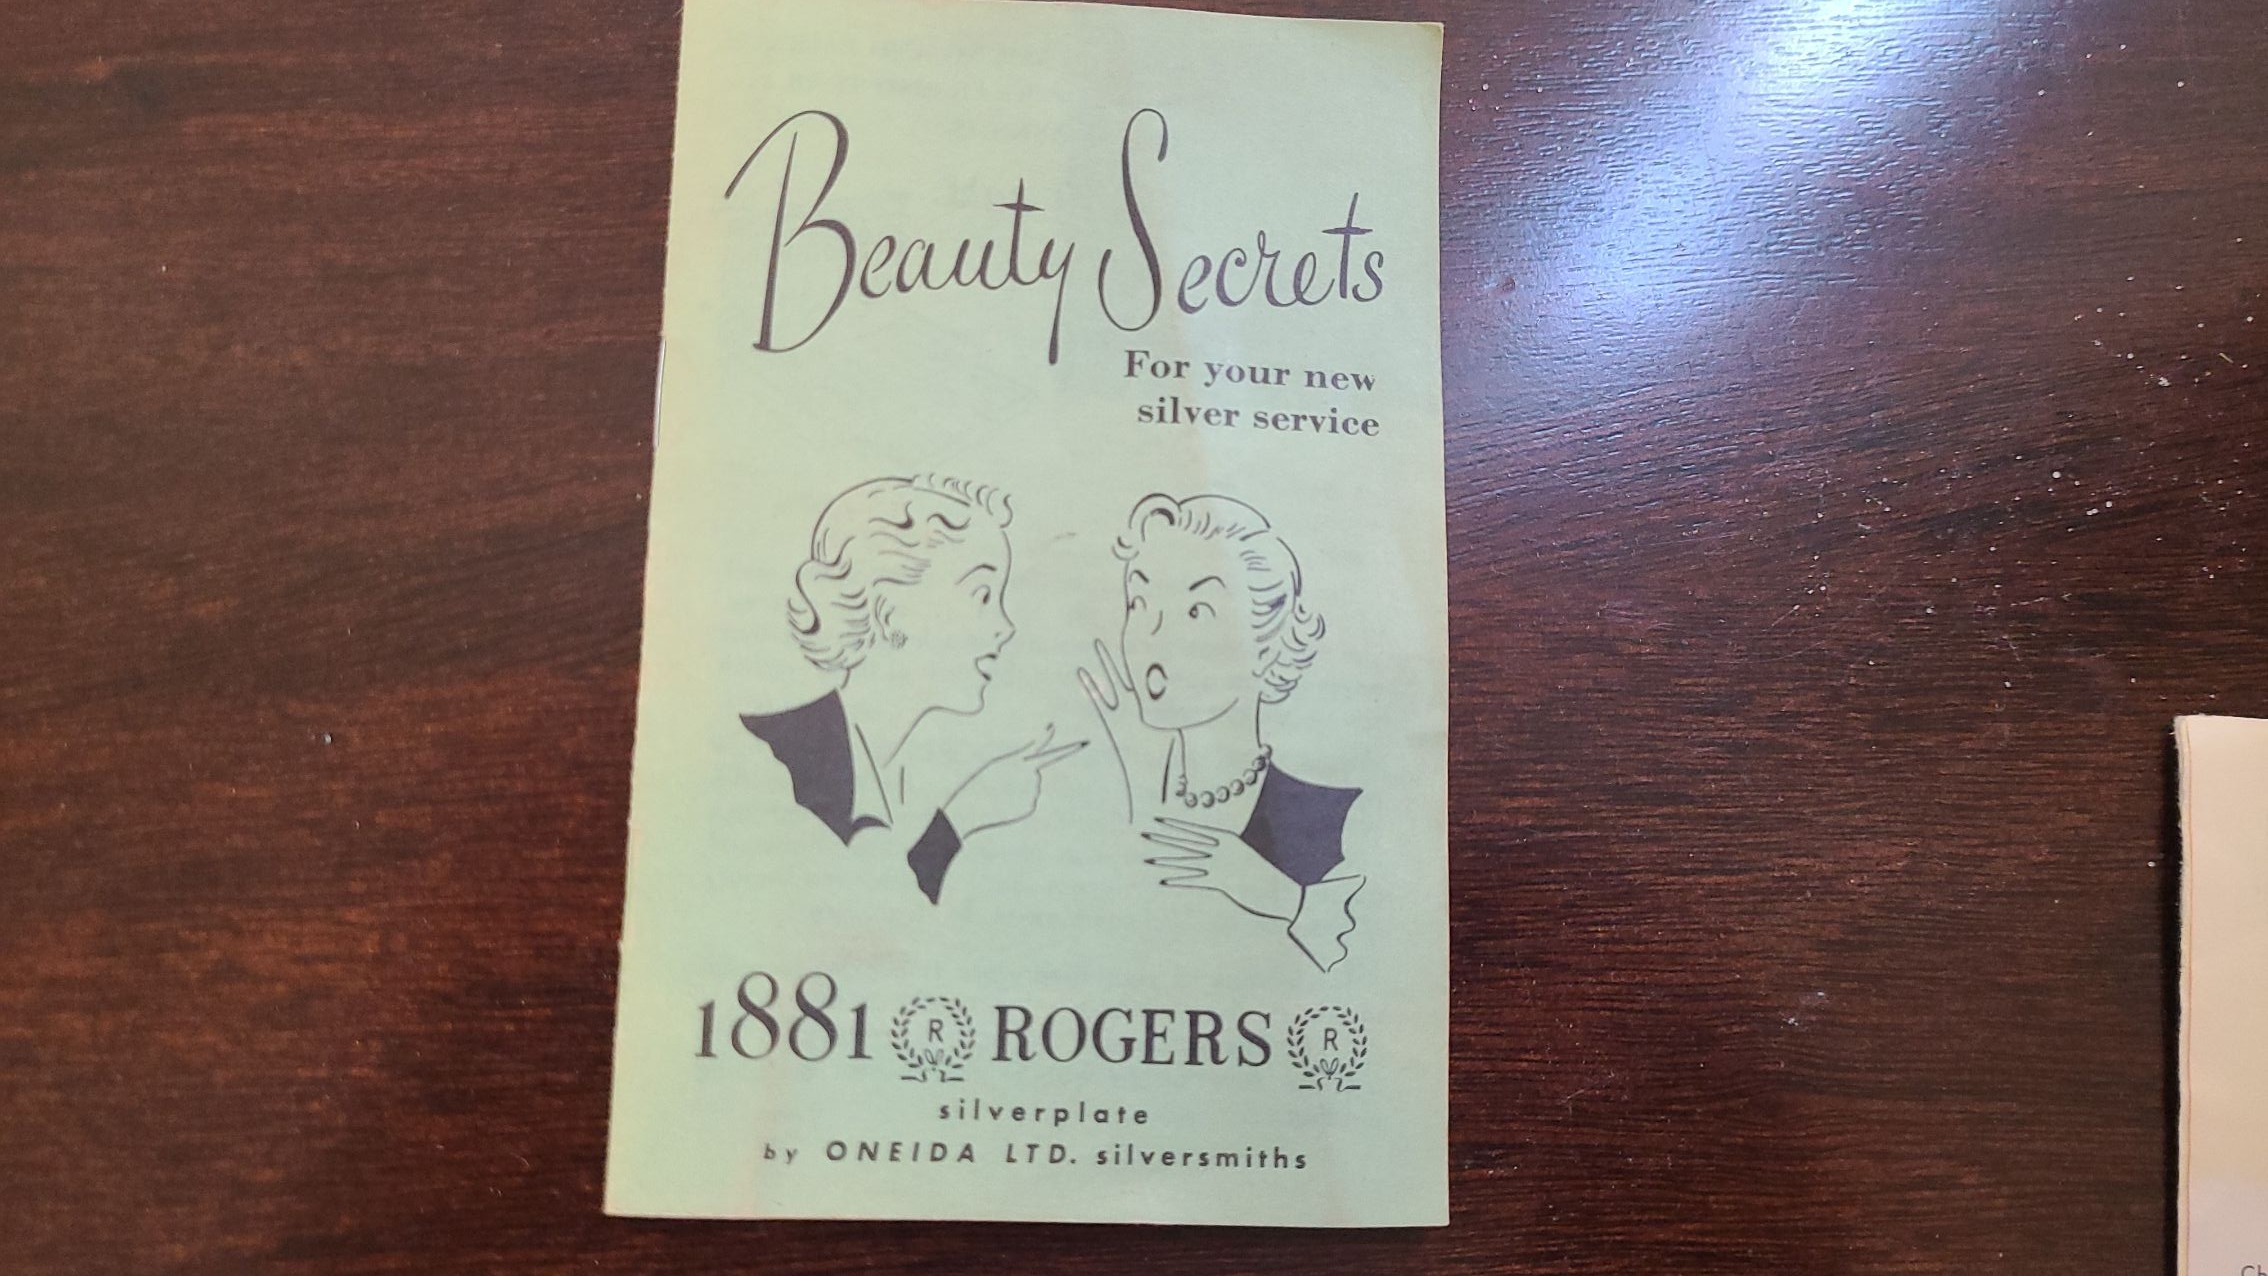 Beauty Secrets
For your new
silver service
1881 R ROGERS R
silverplate
by ONEIDA LTD. silversmiths